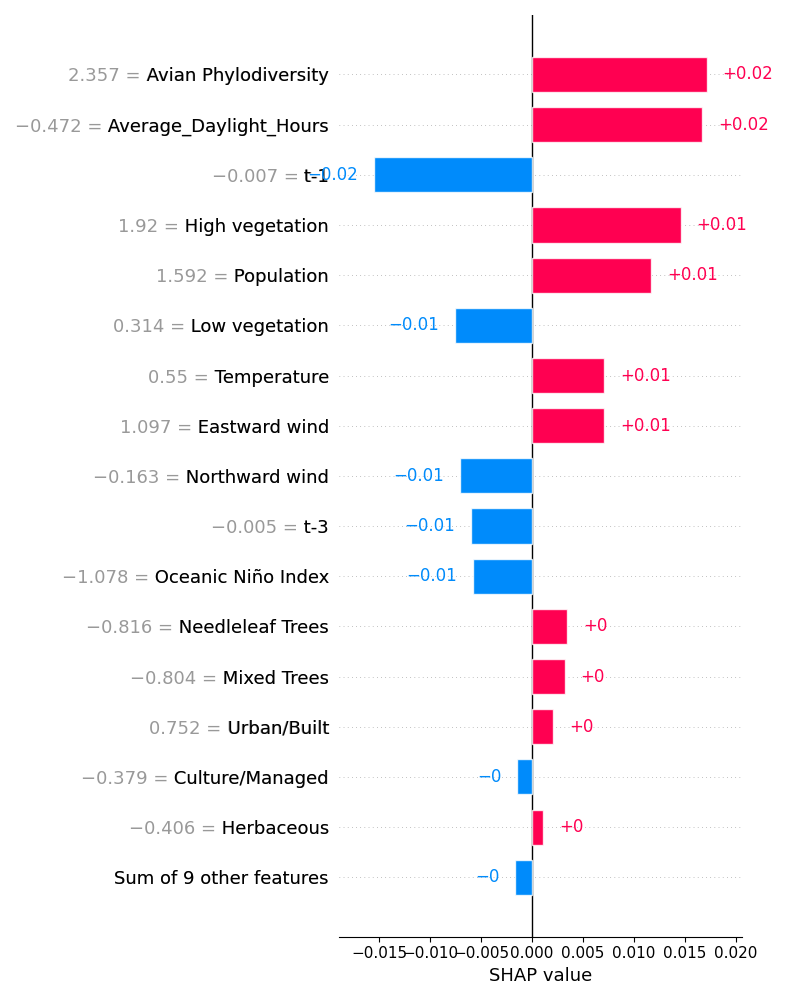 2.357 = Avian Phylodiversity +0.02
−0.472 = Average_Daylight_Hours +0.02
−0.007 = t-1 −0.02
1.92 = High vegetation +0.01
1.592 = Population +0.01
0.314 = Low vegetation −0.01
0.55 = Temperature +0.01
1.097 = Eastward wind +0.01
−0.163 = Northward wind −0.01
−0.005 = t-3 −0.01
−1.078 = Oceanic Niño Index −0.01
−0.816 = Needleleaf Trees +0
−0.804 = Mixed Trees +0
0.752 = Urban/Built +0
−0.379 = Culture/Managed −0
−0.406 = Herbaceous +0
Sum of 9 other features −0
−0.015 −0.010 −0.005 0.000 0.005 0.010 0.015 0.020
SHAP value